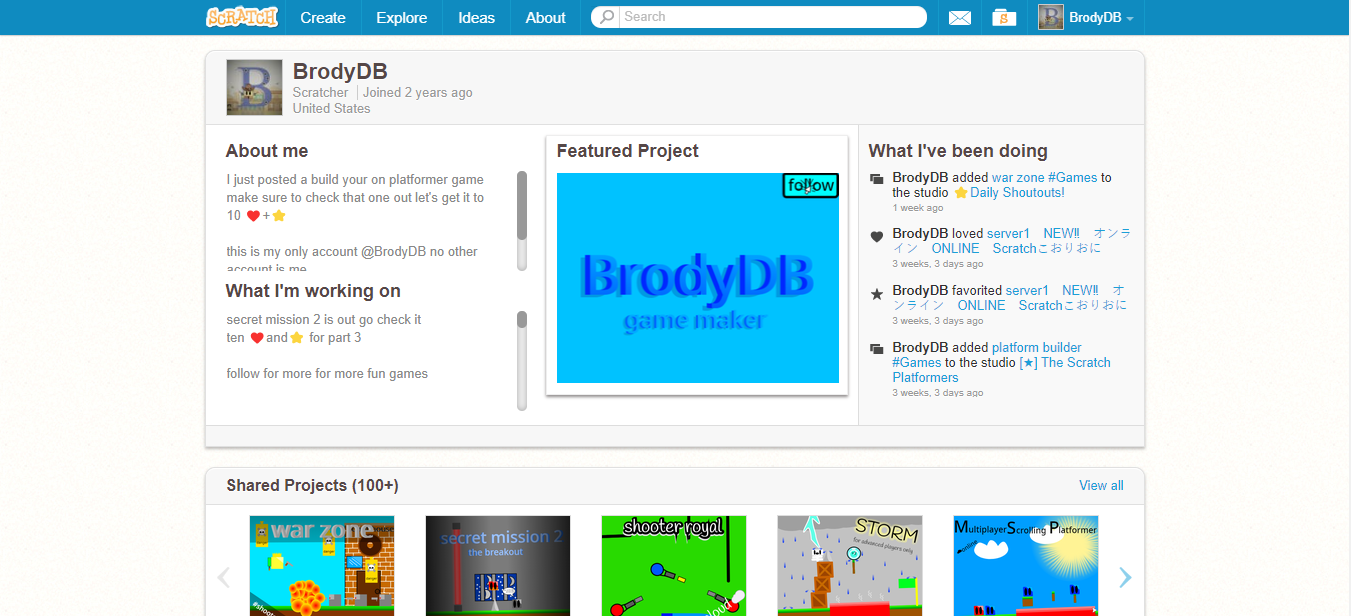 SCRATCH Create Explore Ideas About Search BrodyDB
BrodyDB
Scratcher Joined 2 years ago
United States
About me
I just posted a build your on platformer game
make sure to check that one out let's get it to
10 ❤️+⭐
this is my only account @BrodyDB no other
account is me
What I'm working on
secret mission 2 is out go check it
ten ❤️and⭐ for part 3
follow for more for more fun games
Featured Project
follow
BrodyDB
game maker
What I've been doing
BrodyDB added war zone #Games to
the studio ⭐Daily Shoutouts!
1 week ago
BrodyDB loved server1 NEW‼ オンラ
イン ONLINE Scratchこおりおに
3 weeks, 3 days ago
BrodyDB favorited server1 NEW‼ オ
ンライン ONLINE Scratchこおりおに
3 weeks, 3 days ago
BrodyDB added platform builder
#Games to the studio [★] The Scratch
Platformers
3 weeks, 3 days ago
Shared Projects (100+)
View all
war zone
secret mission 2
the breakout
DB
shooter royal
cloud
STORM
for advanced players only
Multiplayer Scrolling Platformer
online